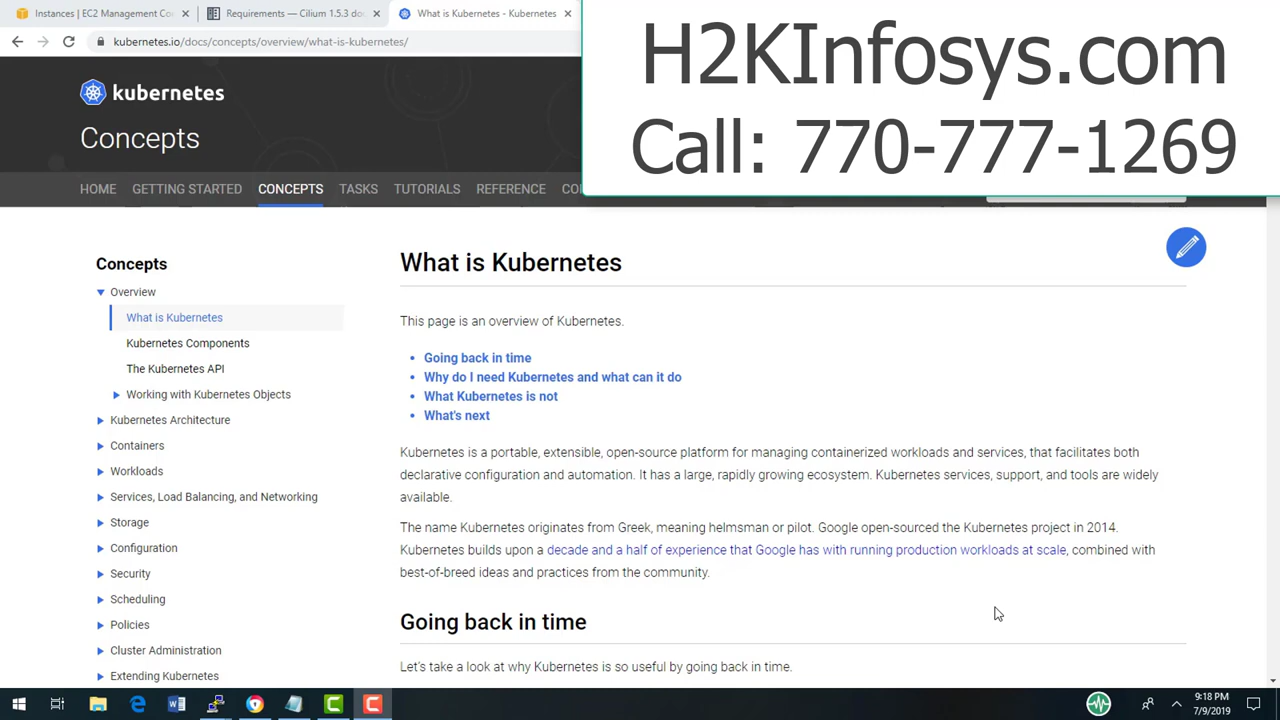 Instances | EC2 Management Co
Requirements — Cilium 1.5.3 do
What is Kubernetes - Kubernetes
kubernetes.io/docs/concepts/overview/what-is-kubernetes/
H2KInfosys.com
Call: 770-777-1269
kubernetes
Concepts
HOME GETTING STARTED CONCEPTS TASKS TUTORIALS REFERENCE CO
Concepts
Overview
What is Kubernetes
Kubernetes Components
The Kubernetes API
Working with Kubernetes Objects
Kubernetes Architecture
Containers
Workloads
Services, Load Balancing, and Networking
Storage
Configuration
Security
Scheduling
Policies
Cluster Administration
Extending Kubernetes
What is Kubernetes
This page is an overview of Kubernetes.
• Going back in time
• Why do I need Kubernetes and what can it do
• What Kubernetes is not
• What's next
Kubernetes is a portable, extensible, open-source platform for managing containerized workloads and services, that facilitates both
declarative configuration and automation. It has a large, rapidly growing ecosystem. Kubernetes services, support, and tools are widely
available.
The name Kubernetes originates from Greek, meaning helmsman or pilot. Google open-sourced the Kubernetes project in 2014.
Kubernetes builds upon a decade and a half of experience that Google has with running production workloads at scale, combined with
best-of-breed ideas and practices from the community.
Going back in time
Let's take a look at why Kubernetes is so useful by going back in time.
9:18 PM
7/9/2019